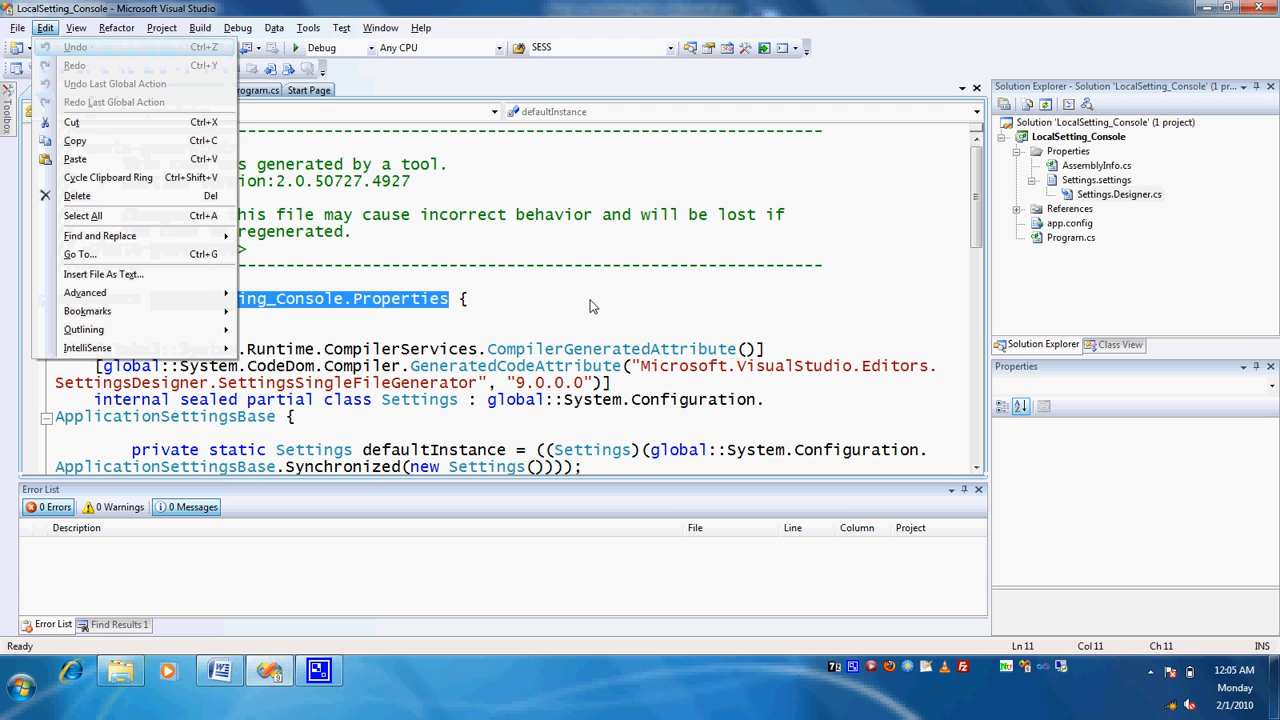 LocalSetting_Console - Microsoft Visual Studio
File Edit View Refactor Project Build Debug Data Tools Test Window Help
Debug Any CPU SESS
Undo Ctrl+Z
Redo Ctrl+Y
Undo Last Global Action
Redo Last Global Action
Cut Ctrl+X
Copy Ctrl+C
Paste Ctrl+V
Cycle Clipboard Ring Ctrl+Shift+V
Delete Del
Select All Ctrl+A
Find and Replace
Go To... Ctrl+G
Insert File As Text...
Advanced
Bookmarks
Outlining
IntelliSense
Toolbox
rogram.cs Start Page
defaultInstance
------------------------------------------------------------
s generated by a tool.
ion:2.0.50727.4927
his file may cause incorrect behavior and will be lost if
regenerated.
>
------------------------------------------------------------
ing_Console.Properties {
.Runtime.CompilerServices.CompilerGeneratedAttribute()]
[global::System.CodeDom.Compiler.GeneratedCodeAttribute("Microsoft.VisualStudio.Editors.
SettingsDesigner.SettingsSingleFileGenerator", "9.0.0.0")]
internal sealed partial class Settings : global::System.Configuration.
ApplicationSettingsBase {
private static Settings defaultInstance = ((Settings)(global::System.Configuration.
ApplicationSettingsBase.Synchronized(new Settings())));
Error List
0 Errors 0 Warnings 0 Messages
Description File Line Column Project
Error List Find Results 1
Solution Explorer - Solution 'LocalSetting_Console' (1 pr...
Solution 'LocalSetting_Console' (1 project)
LocalSetting_Console
Properties
AssemblyInfo.cs
Settings.settings
Settings.Designer.cs
References
app.config
Program.cs
Solution Explorer Class View
Properties
Ready Ln 11 Col 11 Ch 11 INS
12:05 AM
Monday
2/1/2010